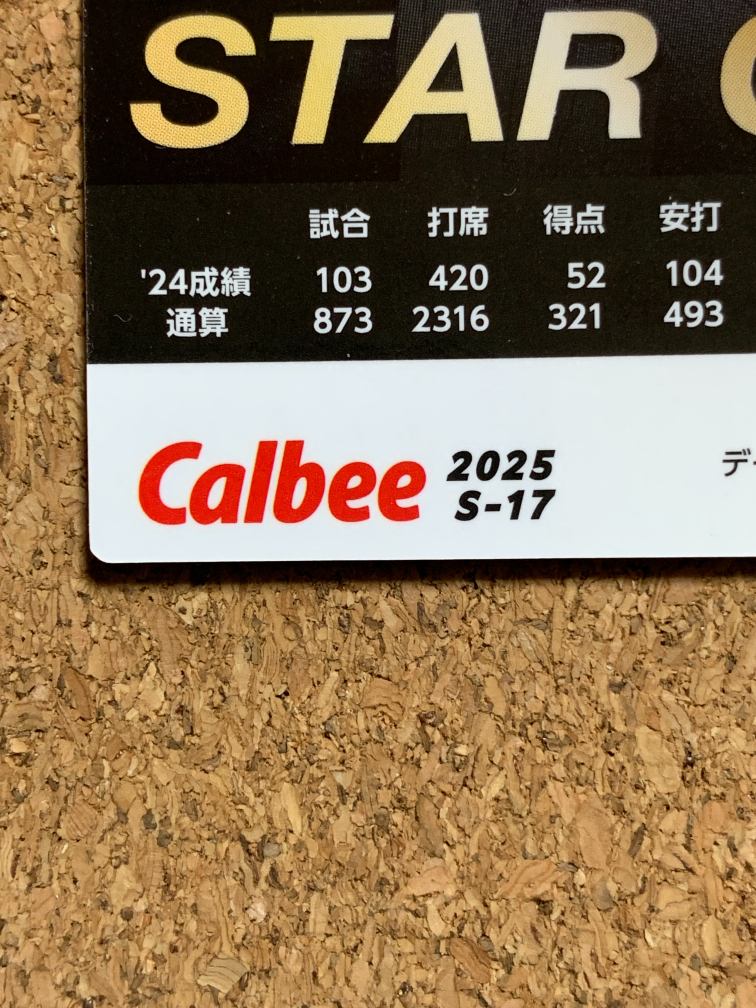 STAR
試合 打席 得点 安打
'24成績 103 420 52 104
通算 873 2316 321 493
Calbee 2025
S-17
デ